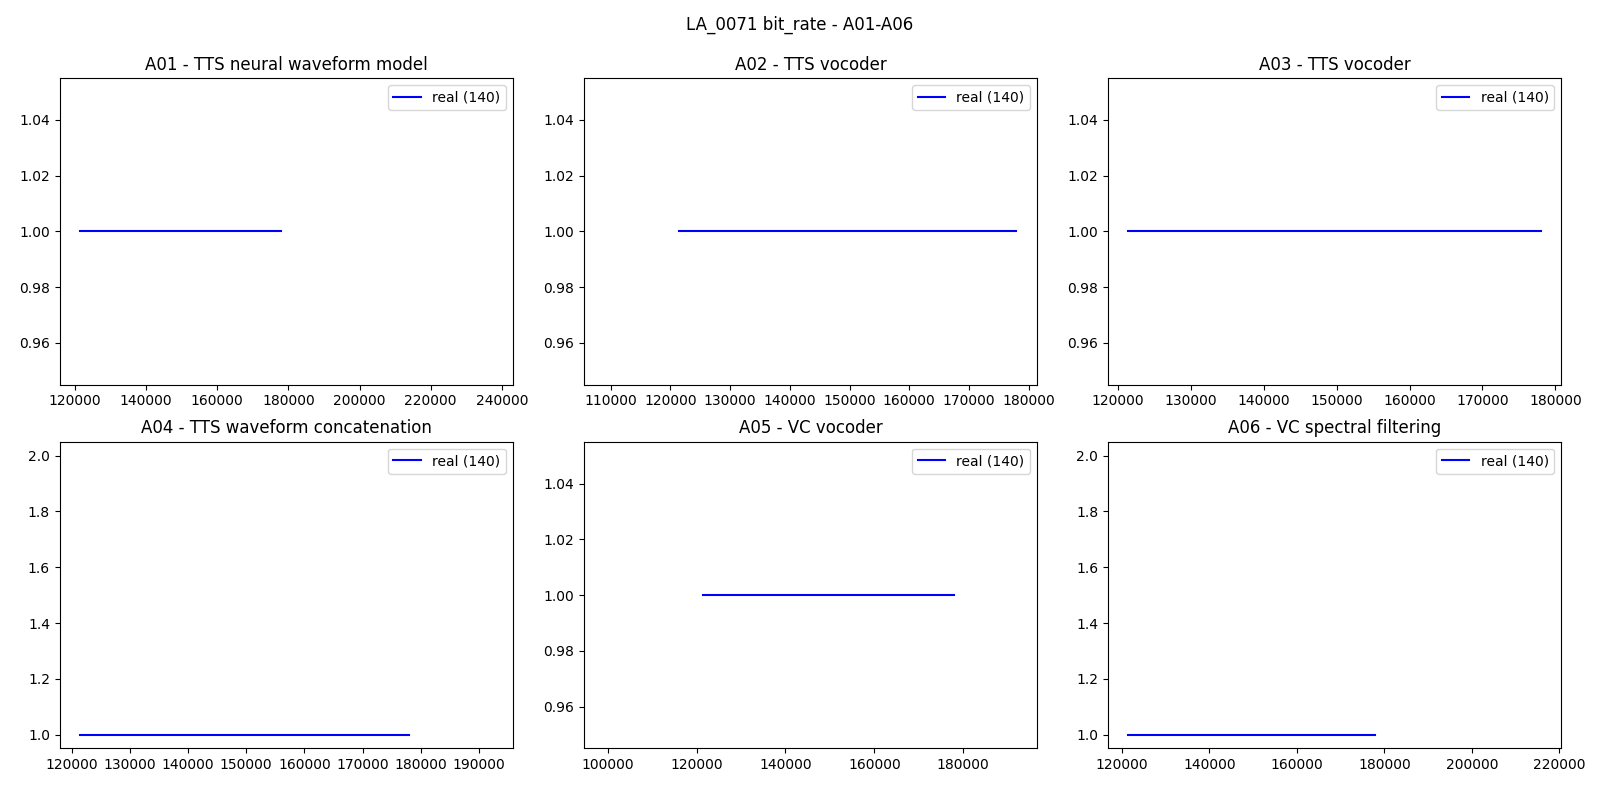 LA_0071 bit_rate - A01-A06
A01 - TTS neural waveform model
real (140)
1.04
1.02
1.00
0.98
0.96
120000 140000 160000 180000 200000 220000 240000
A02 - TTS vocoder
real (140)
1.04
1.02
1.00
0.98
0.96
110000 120000 130000 140000 150000 160000 170000 180000
A03 - TTS vocoder
real (140)
1.04
1.02
1.00
0.98
0.96
120000 130000 140000 150000 160000 170000 180000
A04 - TTS waveform concatenation
real (140)
2.0
1.8
1.6
1.4
1.2
1.0
120000 130000 140000 150000 160000 170000 180000 190000
A05 - VC vocoder
real (140)
1.04
1.02
1.00
0.98
0.96
100000 120000 140000 160000 180000
A06 - VC spectral filtering
real (140)
2.0
1.8
1.6
1.4
1.2
1.0
120000 140000 160000 180000 200000 220000